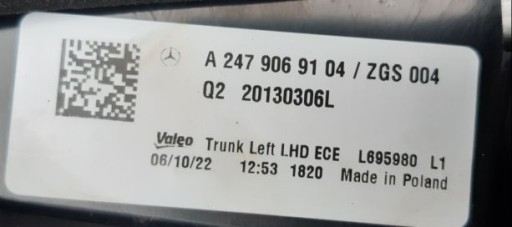 A 247 906 91 04 / ZGS 004
Q2 20130306L
Valeo Trunk Left LHD ECE L695980 L1
06/10/22 12:53 1820 Made in Poland